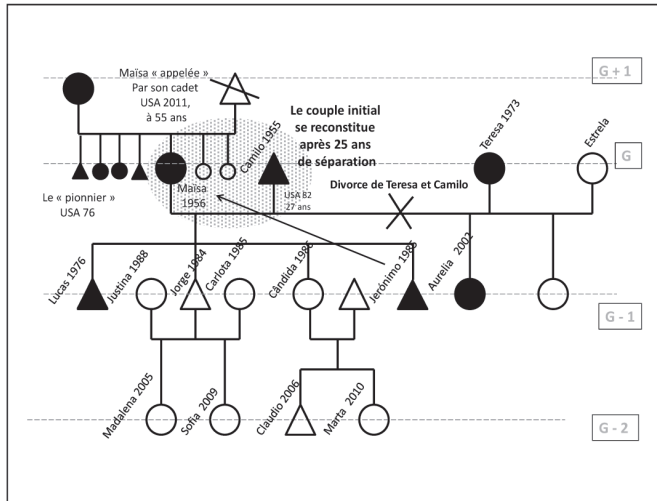 Maïsa « appelée »
Par son cadet
USA 2011,
à 55 ans
G + 1
Le couple initial
se reconstitue
après 25 ans
de séparation
Camilo 1955
Teresa 1973
Estrela
G
Le « pionnier »
USA 76
Maïsa
1956
USA 82
27 ans
Divorce de Teresa et Camilo
Lucas 1976
Justina 1988
Jorge 1984
Carlota 1985
Cândida 1986
Jerónimo 1985
Aurelia 2002
G - 1
Madalena 2005
Sofia 2009
Claudio 2006
Marta 2010
G - 2